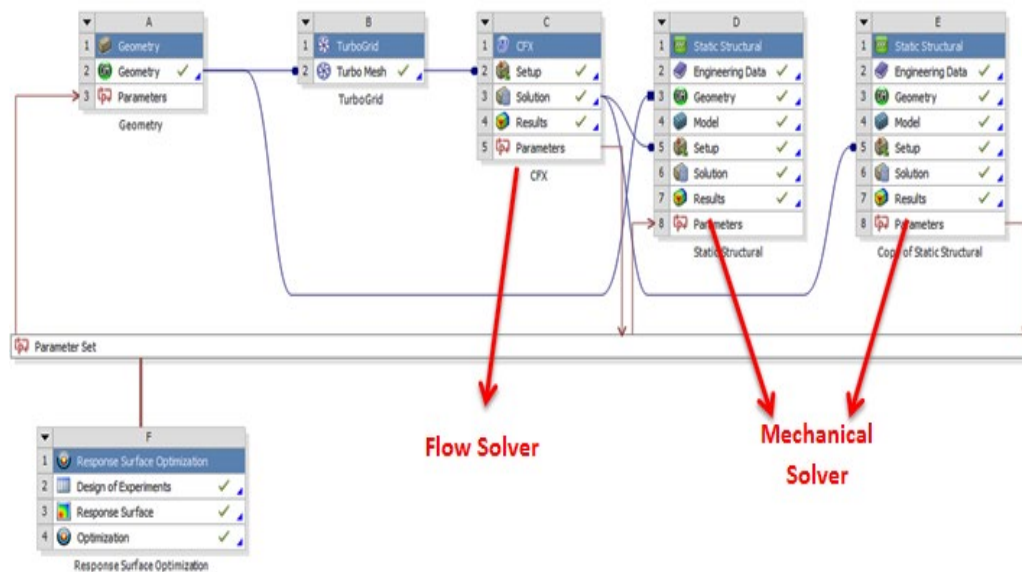 A
1 Geometry
2 Geometry
3 Parameters
Geometry
B
1 TurboGrid
2 Turbo Mesh
TurboGrid
C
1 CFX
2 Setup
3 Solution
4 Results
5 Parameters
CFX
D
1 Static Structural
2 Engineering Data
3 Geometry
4 Model
5 Setup
6 Solution
7 Results
8 Parameters
Static Structural
E
1 Static Structural
2 Engineering Data
3 Geometry
4 Model
5 Setup
6 Solution
7 Results
8 Parameters
Copy of Static Structural
Parameter Set
Flow Solver
Mechanical
Solver
F
1 Response Surface Optimization
2 Design of Experiments
3 Response Surface
4 Optimization
Response Surface Optimization